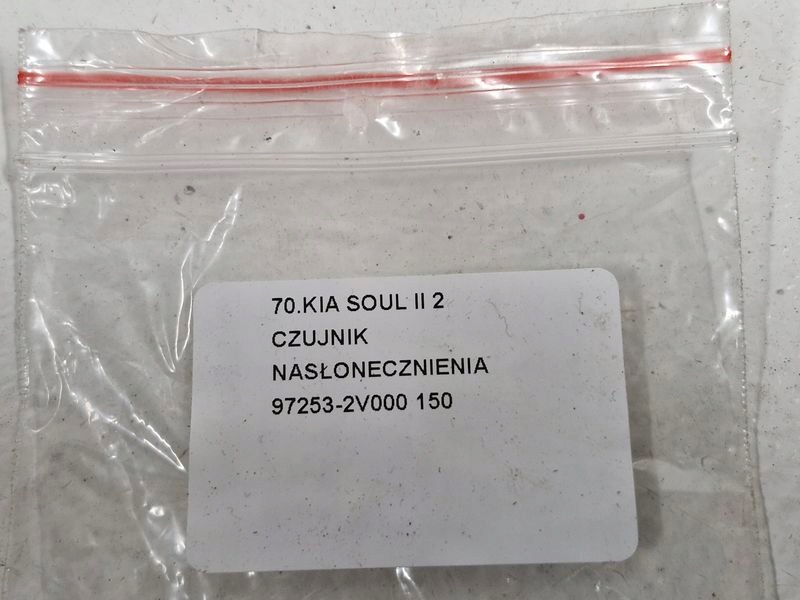 70.KIA SOUL II 2
CZUJNIK
NASŁONECZNIENIA
97253-2V000 150